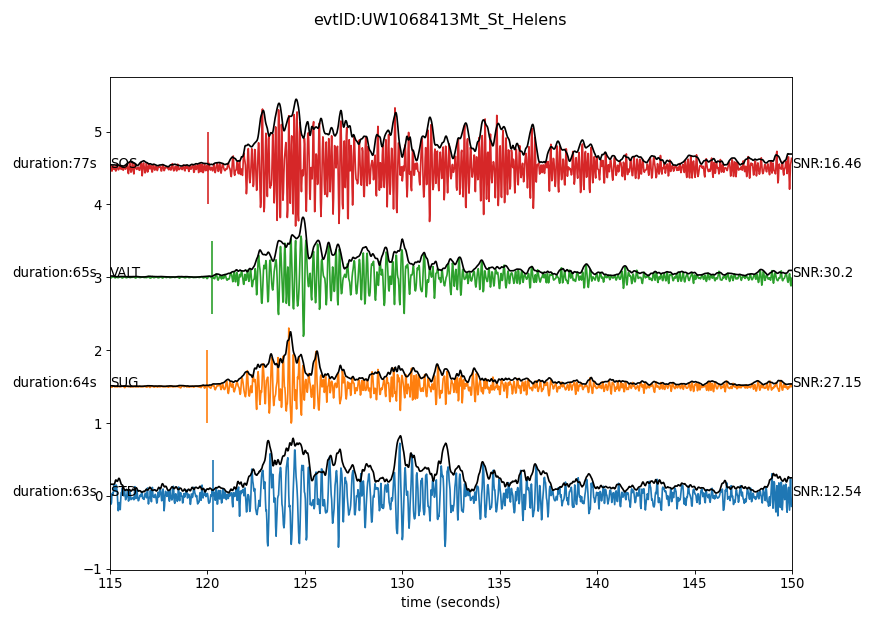 evtID:UW1068413Mt_St_Helens
5
duration:77s SOS SNR:16.46
4
duration:65s VALT SNR:30.2
3
2
duration:64s SUG SNR:27.15
1
duration:63s STD SNR:12.54
0
−1
115 120 125 130 135 140 145 150
time (seconds)